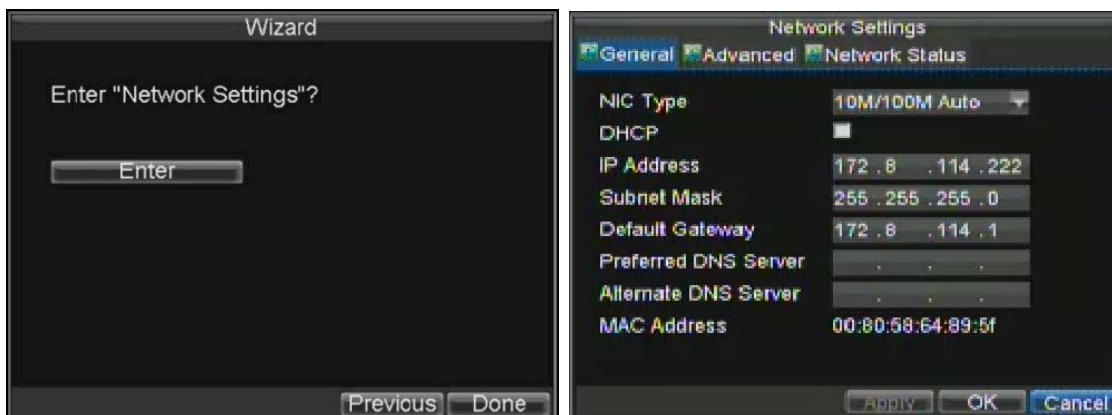 Wizard
Enter "Network Settings"?
Enter
Previous Done
Network Settings
General Advanced Network Status
NIC Type 10M/100M Auto
DHCP
IP Address 172 .8 .114 .222
Subnet Mask 255 . 255 . 255 .0
Default Gateway 172 .8 .114 .1
Preferred DNS Server . . .
Alternate DNS Server . . .
MAC Address 00:80:58:64:89:5f
Apply OK Cancel